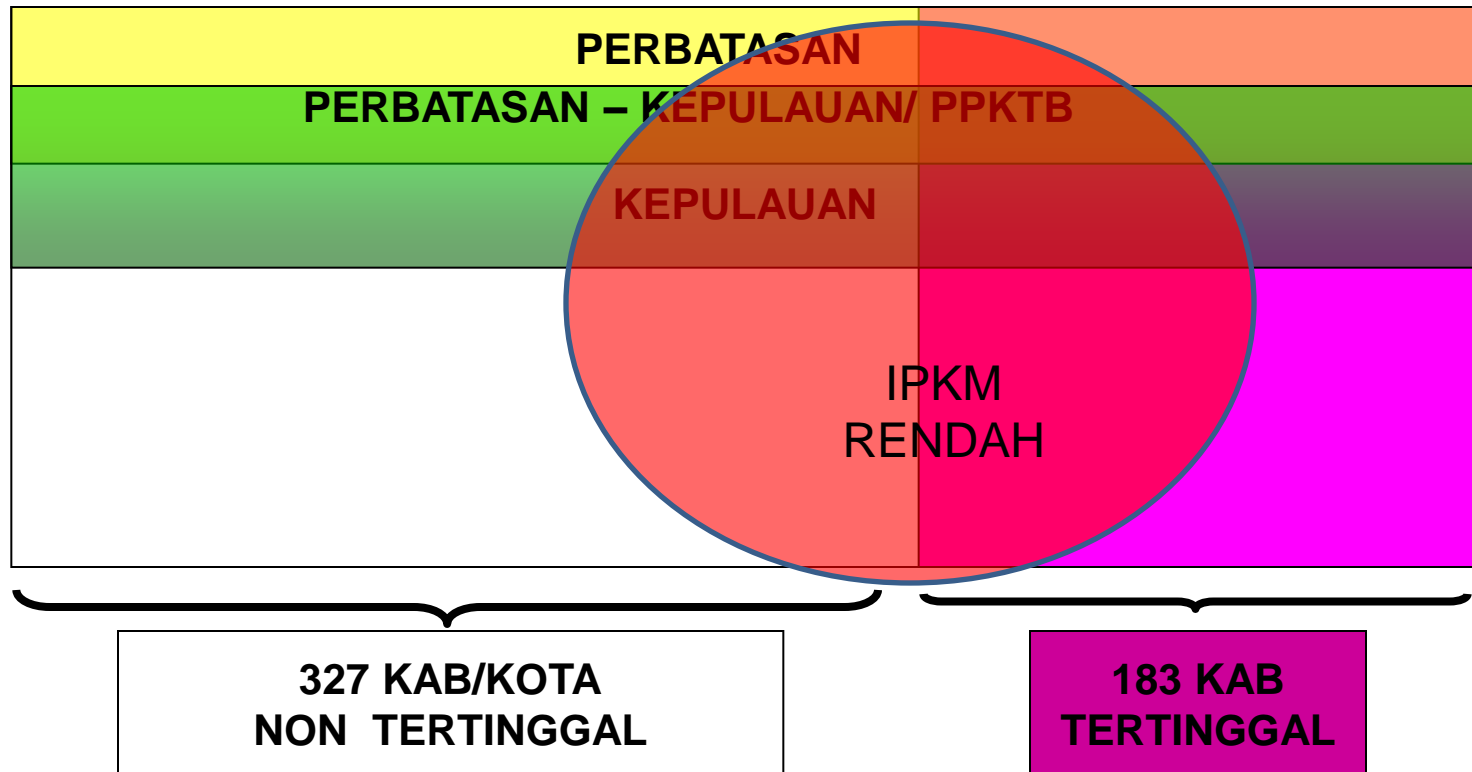 PERBATASAN
PERBATASAN – KEPULAUAN/ PPKTB
KEPULAUAN
IPKM
RENDAH
327 KAB/KOTA
NON TERTINGGAL
183 KAB
TERTINGGAL